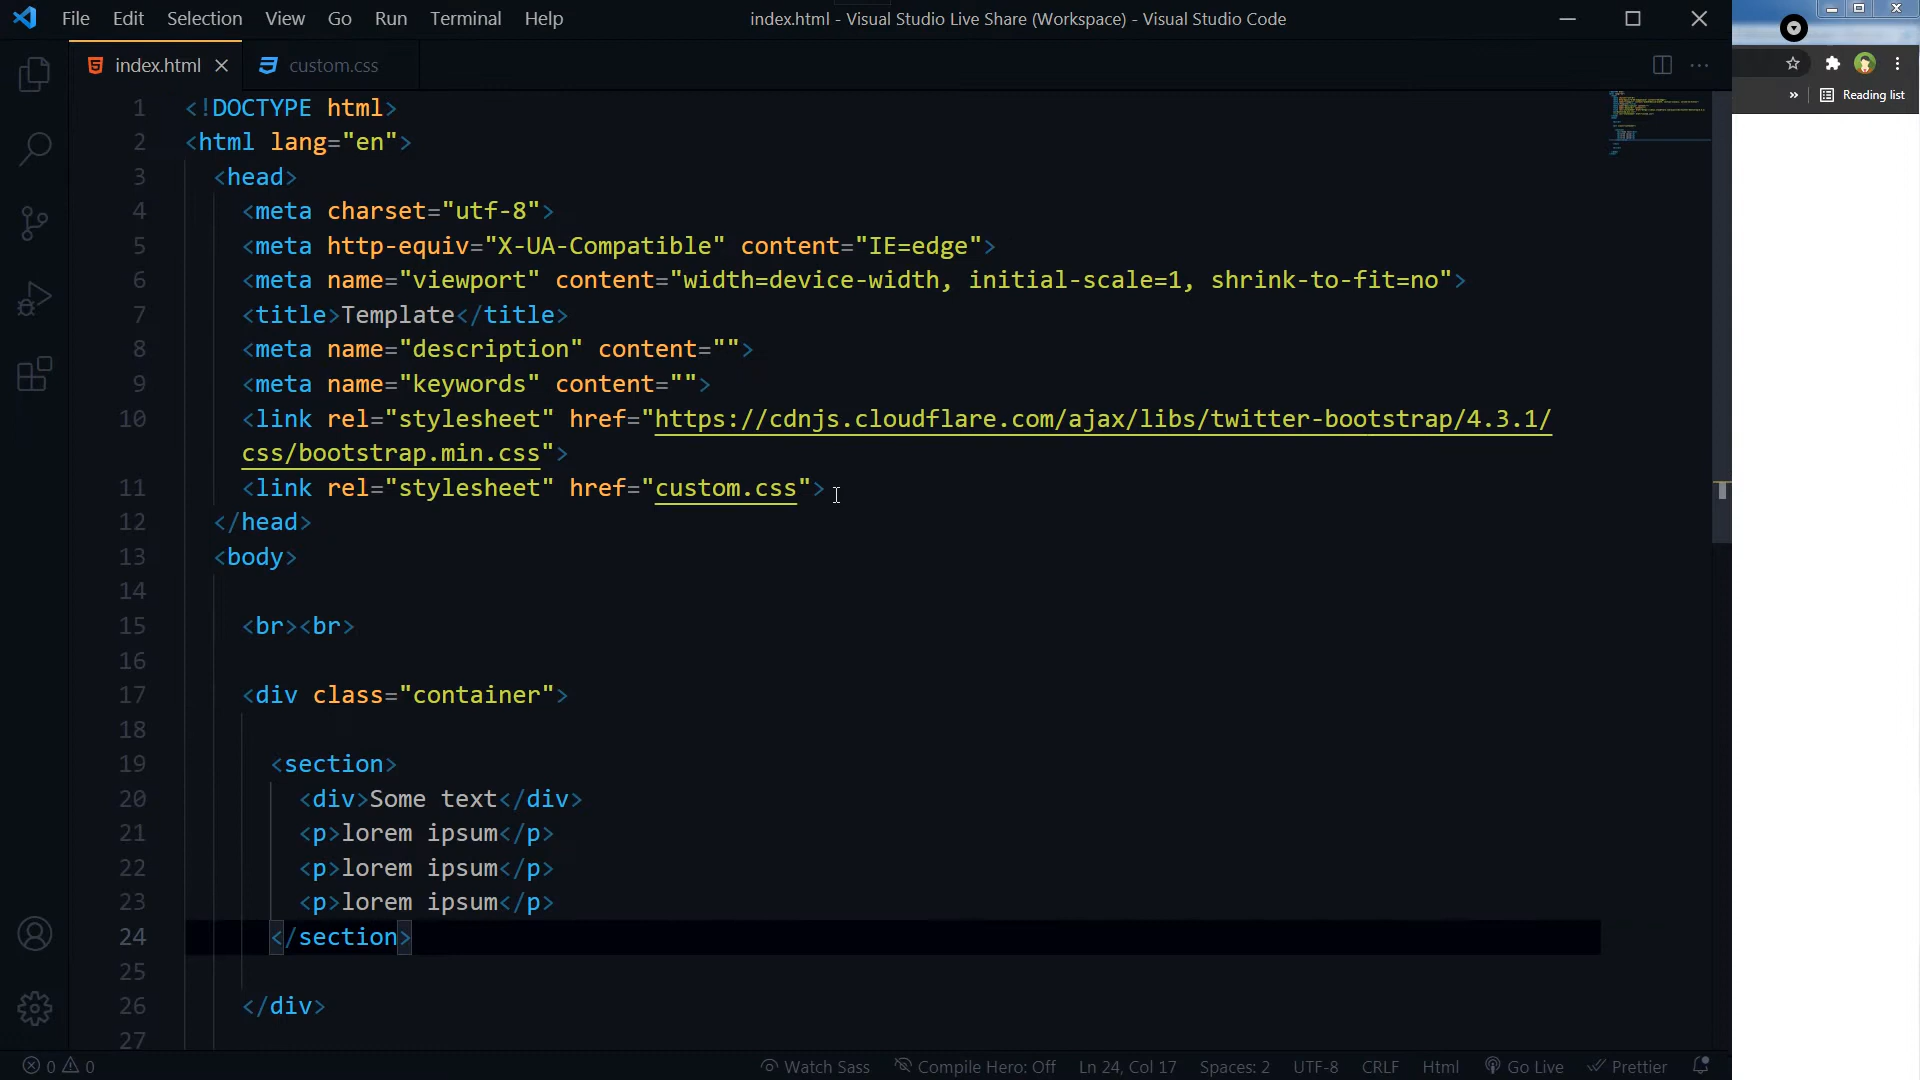 File Edit Selection View Go Run Terminal Help index.html - Visual Studio Live Share (Workspace) - Visual Studio Code
index.html custom.css
» Reading list
1 <!DOCTYPE html>
2 <html lang="en">
3 <head>
4 <meta charset="utf-8">
5 <meta http-equiv="X-UA-Compatible" content="IE=edge">
6 <meta name="viewport" content="width=device-width, initial-scale=1, shrink-to-fit=no">
7 <title>Template</title>
8 <meta name="description" content="">
9 <meta name="keywords" content="">
10 <link rel="stylesheet" href="https://cdnjs.cloudflare.com/ajax/libs/twitter-bootstrap/4.3.1/
css/bootstrap.min.css">
11 <link rel="stylesheet" href="custom.css">
12 </head>
13 <body>
14
15 <br><br>
16
17 <div class="container">
18
19 <section>
20 <div>Some text</div>
21 <p>lorem ipsum</p>
22 <p>lorem ipsum</p>
23 <p>lorem ipsum</p>
24 </section>
25
26 </div>
27
0 0 Watch Sass Compile Hero: Off Ln 24, Col 17 Spaces: 2 UTF-8 CRLF Html Go Live Prettier